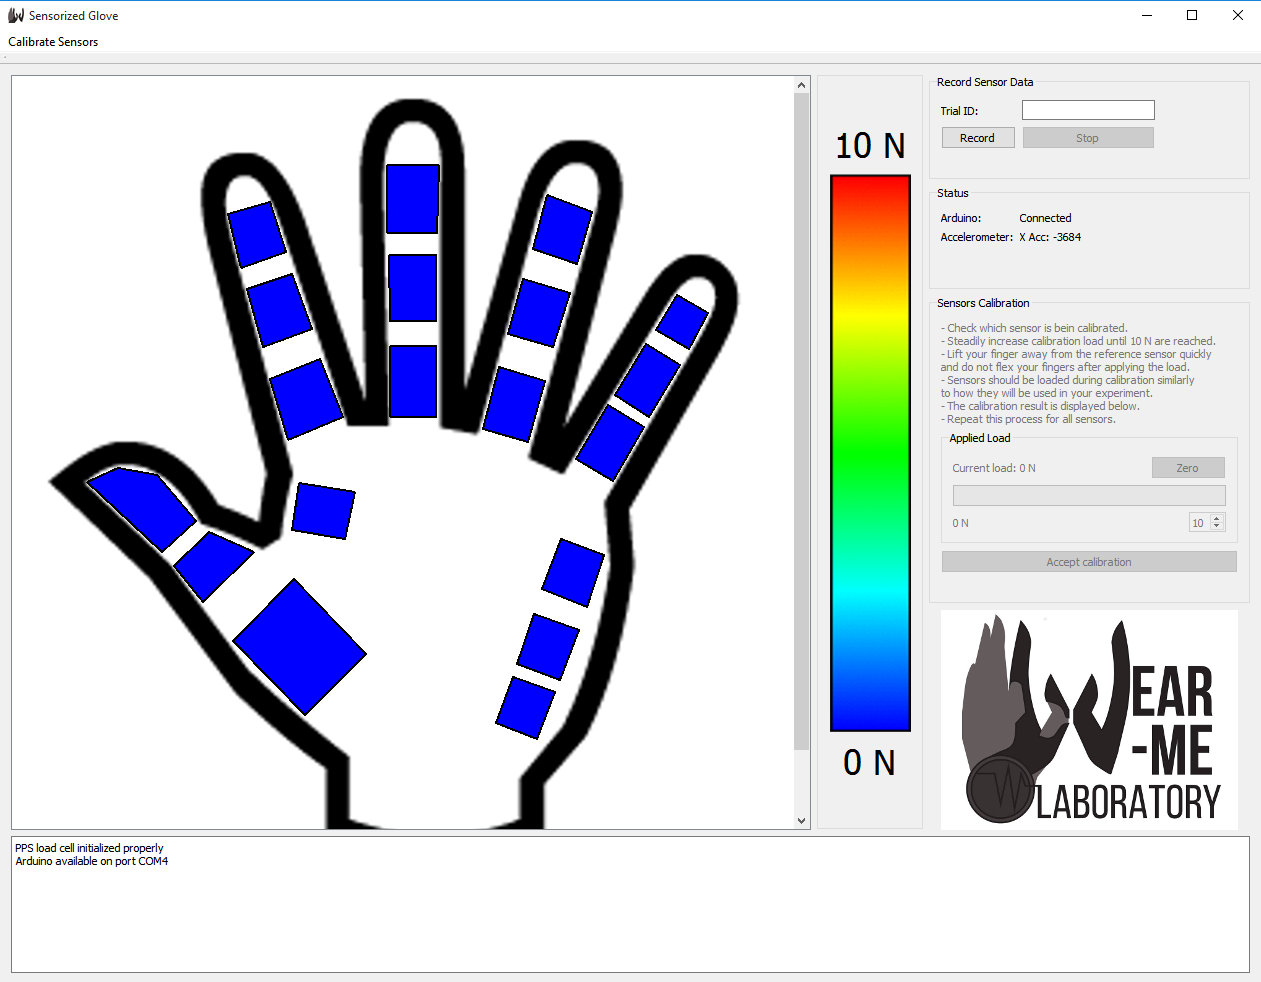 Sensorized Glove
Calibrate Sensors
10 N
0 N
Record Sensor Data
Trial ID:
Record Stop
Status
Arduino: Connected
Accelerometer: X Acc: -3684
Sensors Calibration
- Check which sensor is bein calibrated.
- Steadily increase calibration load until 10 N are reached.
- Lift your finger away from the reference sensor quickly
and do not flex your fingers after applying the load.
- Sensors should be loaded during calibration similarly
to how they will be used in your experiment.
- The calibration result is displayed below.
- Repeat this process for all sensors.
Applied Load
Current load: 0 N Zero
0 N 10
Accept calibration
WEAR
-ME
LABORATORY
PPS load cell initialized properly
Arduino available on port COM4